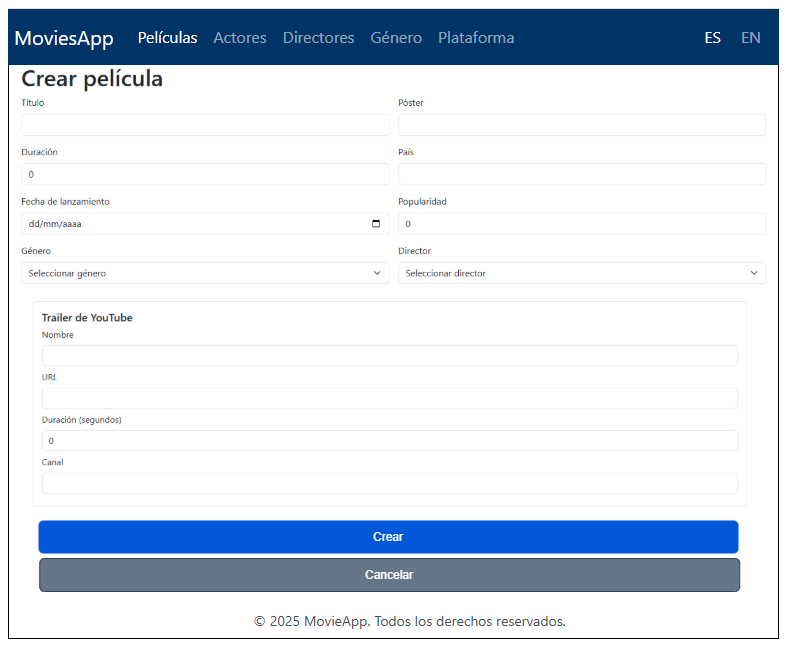 MoviesApp Películas Actores Directores Género Plataforma ES EN
Crear película
Título Póster
Duración País
0
Fecha de lanzamiento Popularidad
dd/mm/aaaa 0
Género Director
Seleccionar género Seleccionar director
Trailer de YouTube
Nombre
URL
Duración (segundos)
0
Canal
Crear
Cancelar
© 2025 MovieApp. Todos los derechos reservados.